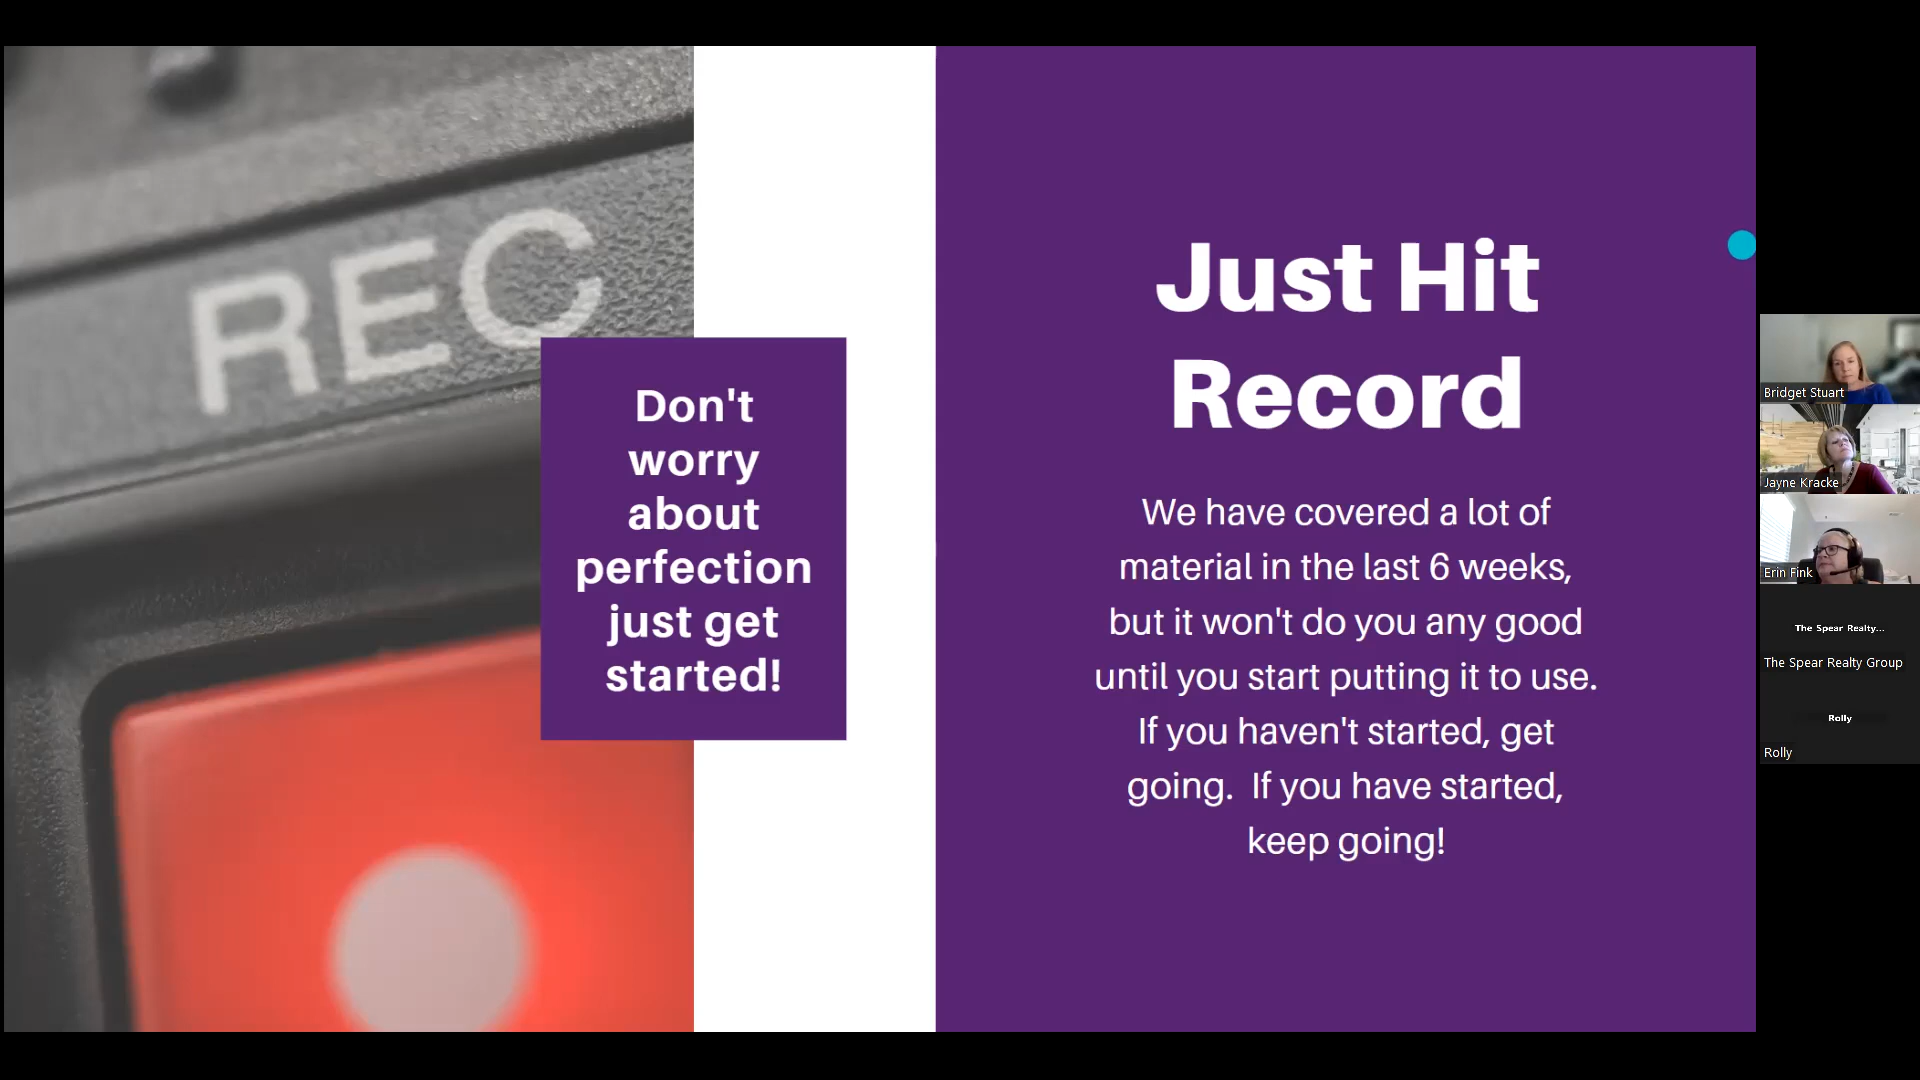 REC
Don't
worry
about
perfection
just get
started!
Just Hit
Record
We have covered a lot of
material in the last 6 weeks,
but it won't do you any good
until you start putting it to use.
If you haven't started, get
going.  If you have started,
keep going!
Bridget Stuart
Jayne Kracke
Erin Fink
The Spear Realty...
The Spear Realty Group
Rolly
Rolly